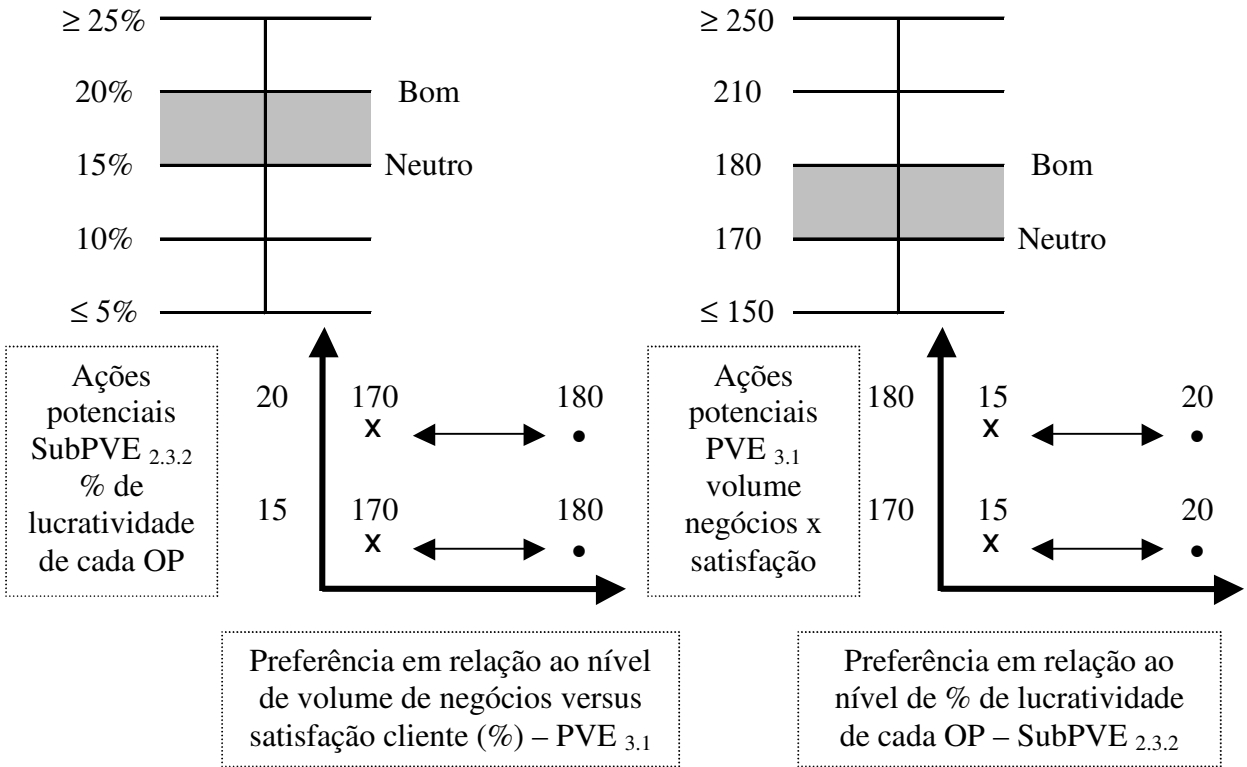 ≥ 25%
20%
Bom
15%
Neutro
10%
≤ 5%
≥ 250
210
180
Bom
170
Neutro
≤ 150
Ações
potenciais
SubPVE 2.3.2
% de
lucratividade
de cada OP
20 170 180
x •
15 170 180
x •
Preferência em relação ao nível
de volume de negócios versus
satisfação cliente (%) – PVE 3.1
Ações
potenciais
PVE 3.1
volume
negócios x
satisfação
180 15 20
x •
170 15 20
x •
Preferência em relação ao
nível de % de lucratividade
de cada OP – SubPVE 2.3.2